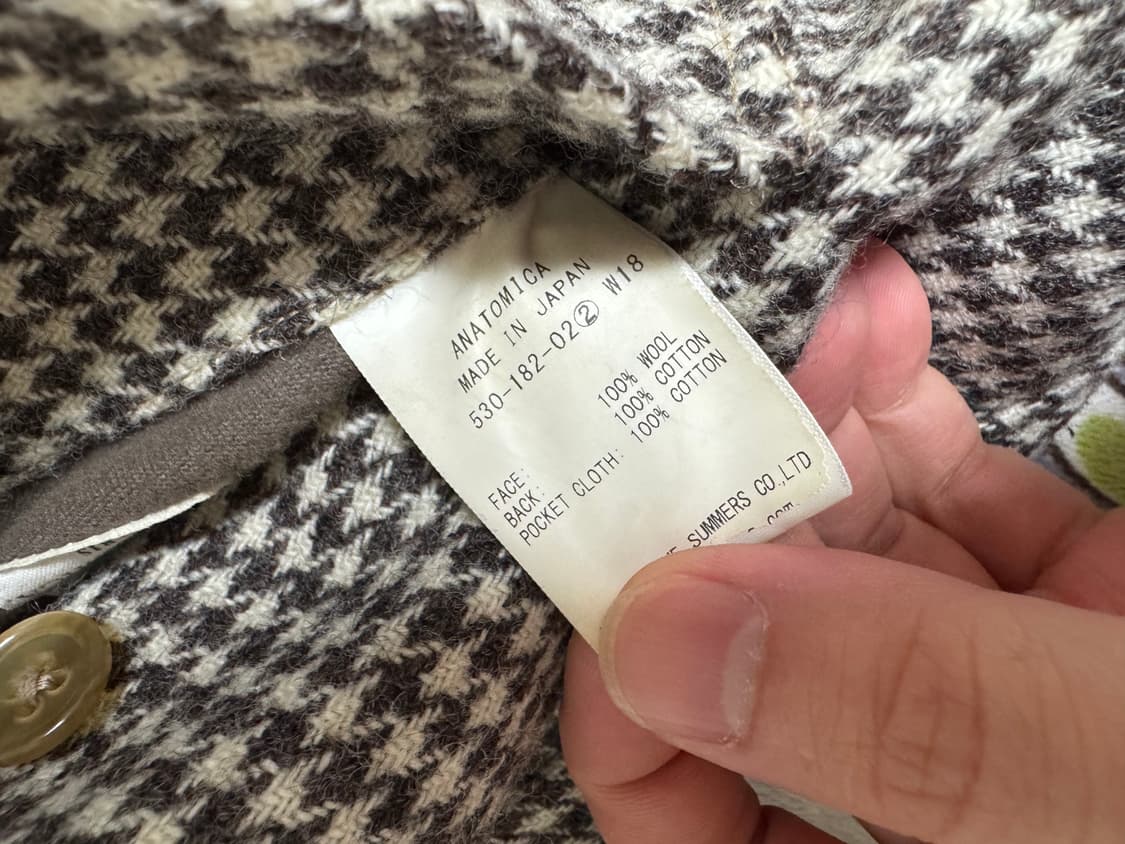 ANATOMICA
MADE IN JAPAN
530-182-02② W18
FACE: 100% WOOL
BACK: 100% COTTON
POCKET CLOTH: 100% COTTON
SUMMERS CO.,LTD